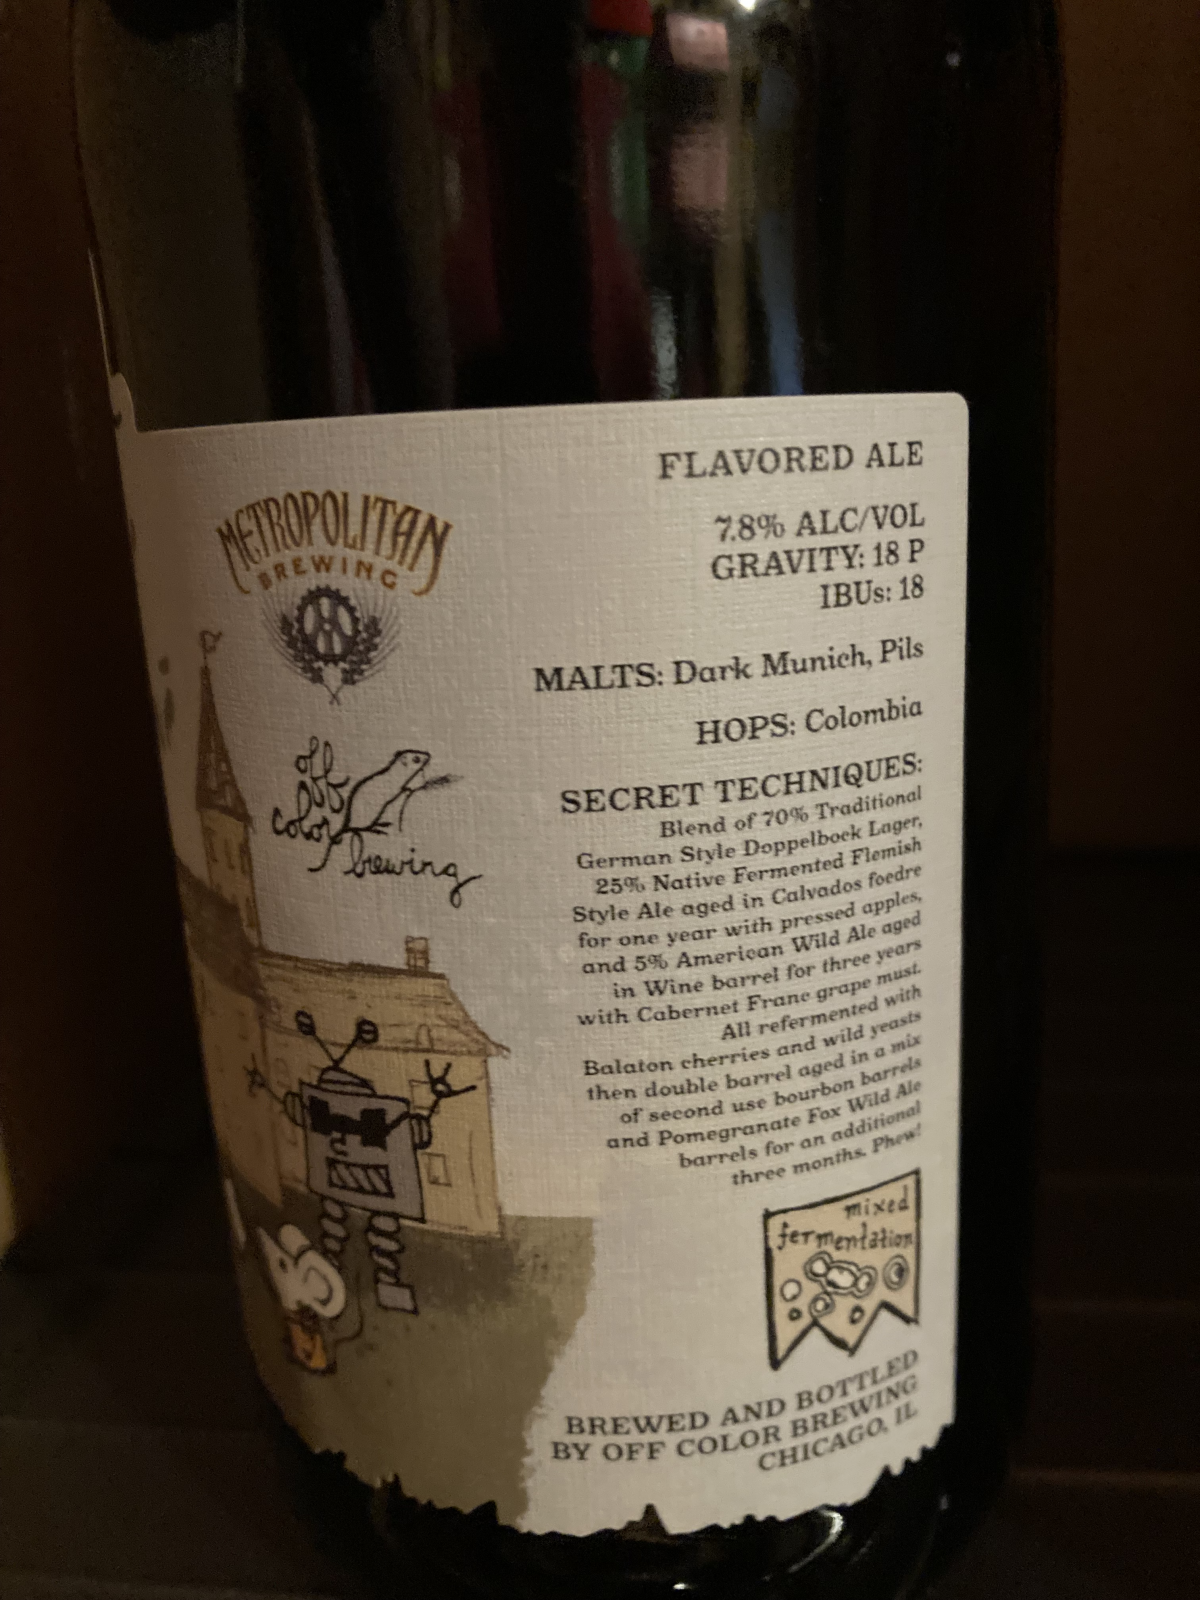 METROPOLITAN
BREWING
off
color
brewing
FLAVORED ALE
7.8% ALC/VOL
GRAVITY: 18 P
IBUs: 18
MALTS: Dark Munich, Pils
HOPS: Colombia
SECRET TECHNIQUES:
Blend of 70% Traditional
German Style Doppelbock Lager,
25% Native Fermented Flemish
Style Ale aged in Calvados foedre
for one year with pressed apples,
and 5% American Wild Ale aged
in Wine barrel for three years
with Cabernet Franc grape must.
All refermented with
Balaton cherries and wild yeasts
then double barrel aged in a mix
of second use bourbon barrels
and Pomegranate Fox Wild Ale
barrels for an additional
three months. Phew!
mixed
fermentation
BREWED AND BOTTLED
BY OFF COLOR BREWING
CHICAGO, IL